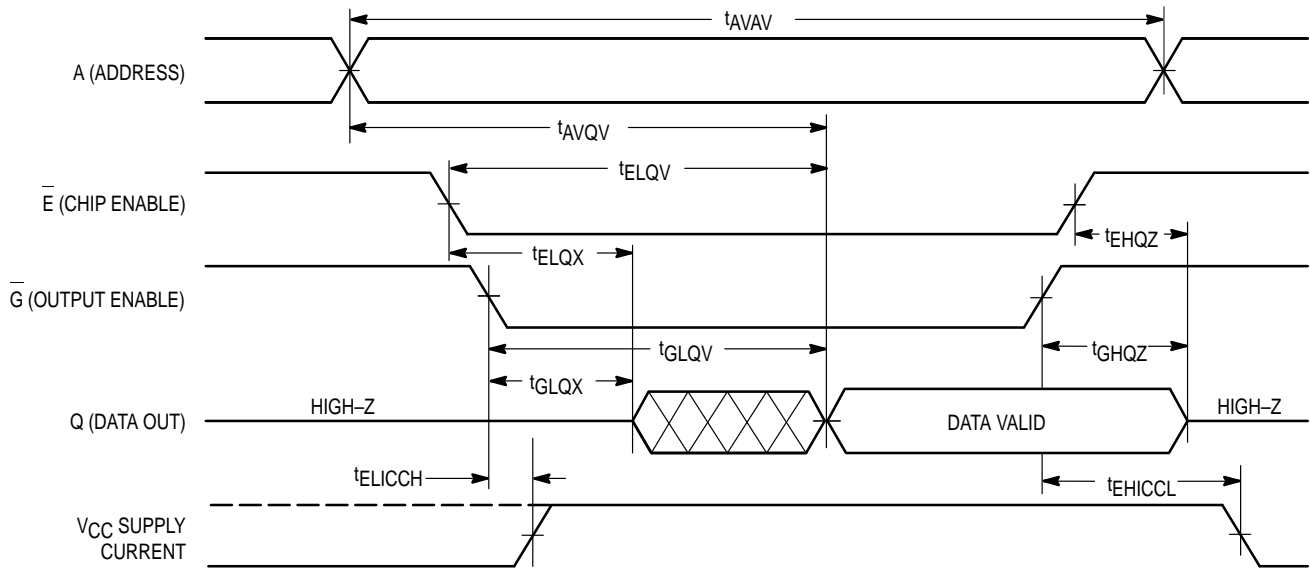 tAVAV
A (ADDRESS)
tAVQV
tELQV
E (CHIP ENABLE)
tEHQZ
tELQX
G (OUTPUT ENABLE)
tGLQV
tGHQZ
tGLQX
HIGH–Z
Q (DATA OUT)
DATA VALID
HIGH–Z
tELICCH
tEHICCL
VCC SUPPLY
CURRENT